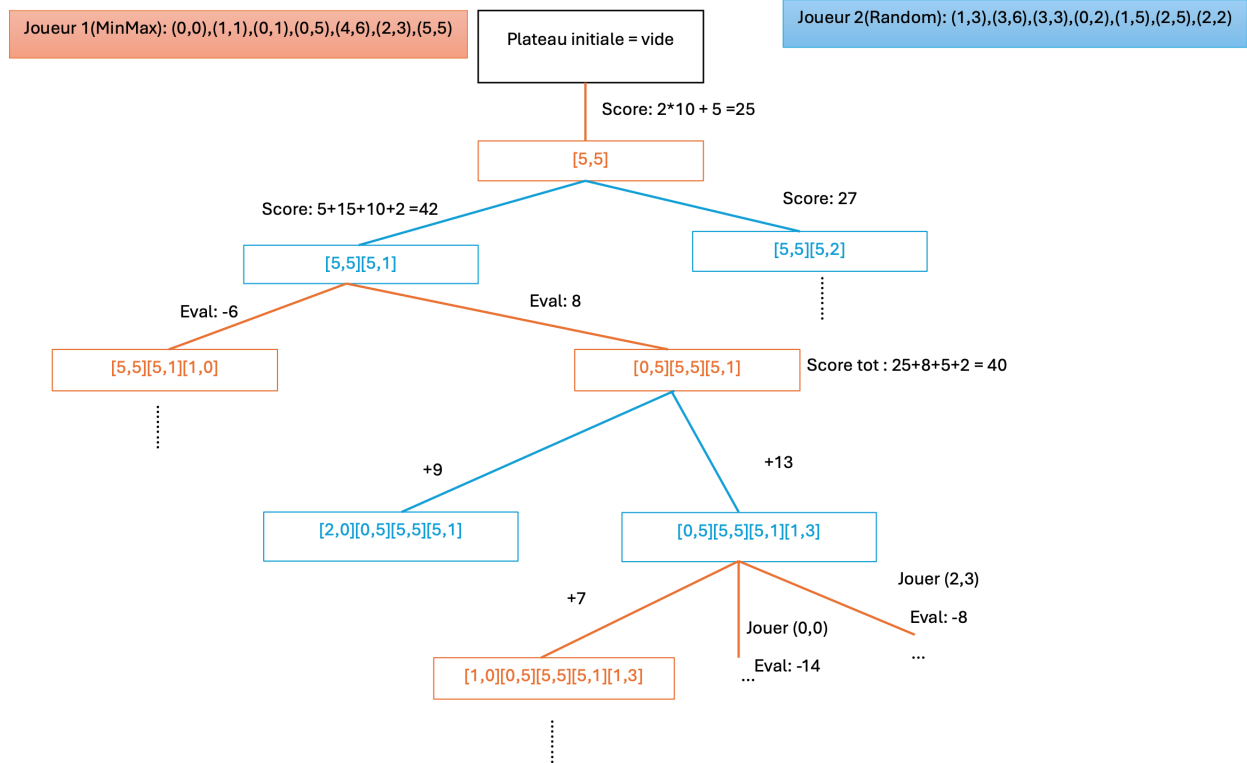 Joueur 1(MinMax): (0,0),(1,1),(0,1),(0,5),(4,6),(2,3),(5,5)
Plateau initiale = vide
Joueur 2(Random): (1,3),(3,6),(3,3),(0,2),(1,5),(2,5),(2,2)
Score: 2*10 + 5 =25
[5,5]
Score: 5+15+10+2 =42
Score: 27
[5,5][5,1]
[5,5][5,2]
Eval: -6
Eval: 8
[5,5][5,1][1,0]
[0,5][5,5][5,1]
Score tot : 25+8+5+2 = 40
+9
+13
[2,0][0,5][5,5][5,1]
[0,5][5,5][5,1][1,3]
+7
Jouer (0,0)
Eval: -14
...
Jouer (2,3)
Eval: -8
...
[1,0][0,5][5,5][5,1][1,3]